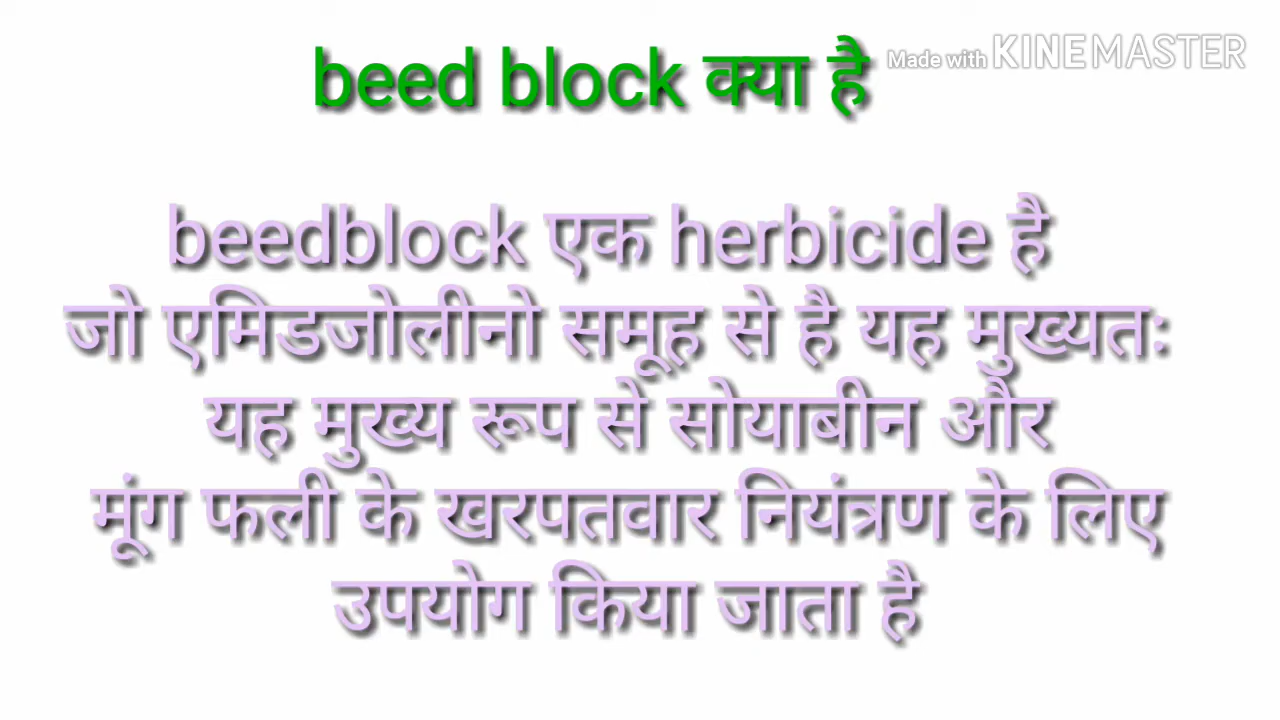 beed block क्या है
Made with KINEMASTER
beedblock एक herbicide है
जो एमिडजोलीनो समूह से है यह मुख्यतः
यह मुख्य रूप से सोयाबीन और
मूंग फली के खरपतवार नियंत्रण के लिए
उपयोग किया जाता है